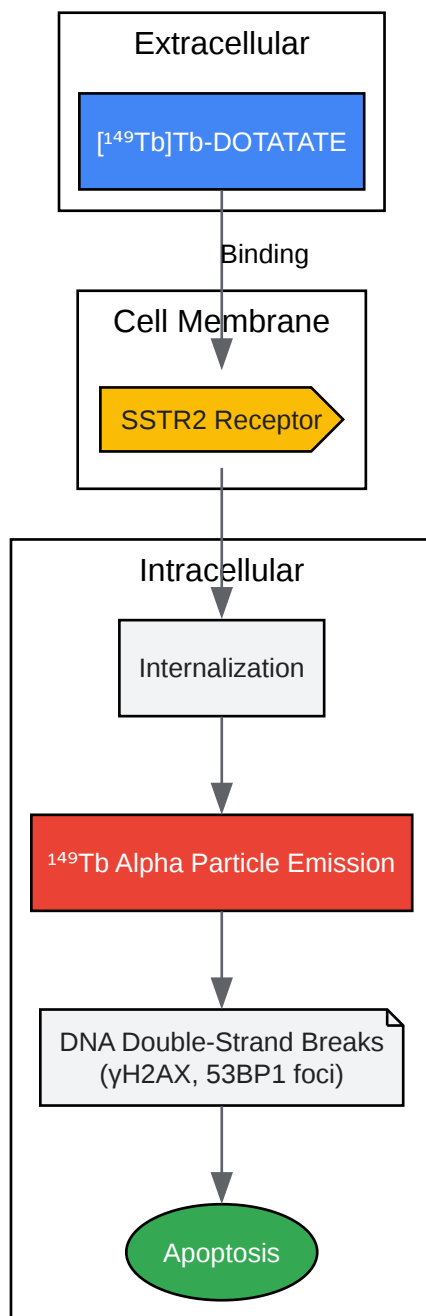 Extracellular
[¹⁴⁹Tb]Tb-DOTATATE
Binding
Cell Membrane
SSTR2 Receptor
Intracellular
Internalization
¹⁴⁹Tb Alpha Particle Emission
DNA Double-Strand Breaks
(γH2AX, 53BP1 foci)
Apoptosis